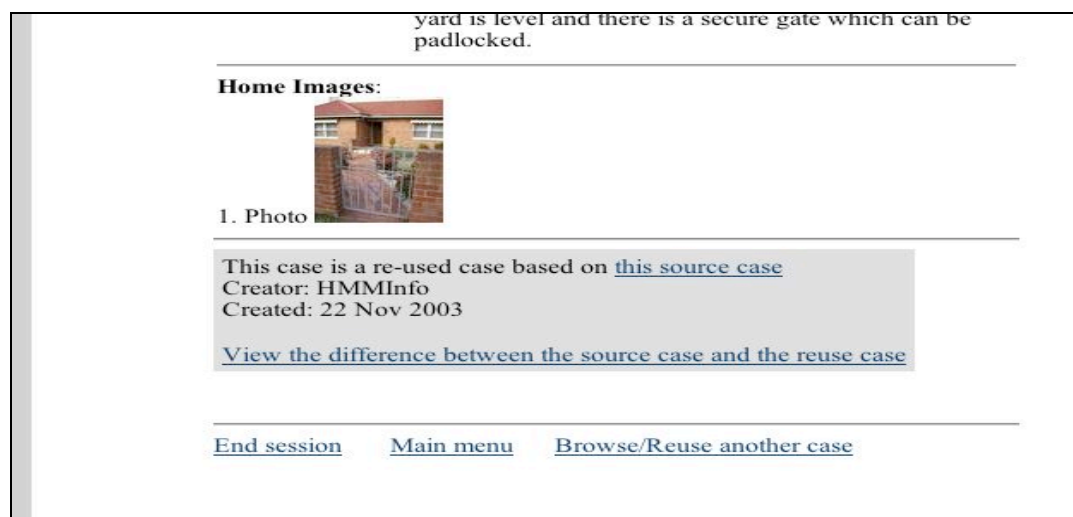 yard is level and there is a secure gate which can be
padlocked.
Home Images:
1. Photo
This case is a re-used case based on this source case
Creator: HMMInfo
Created: 22 Nov 2003
View the difference between the source case and the reuse case
End session Main menu Browse/Reuse another case